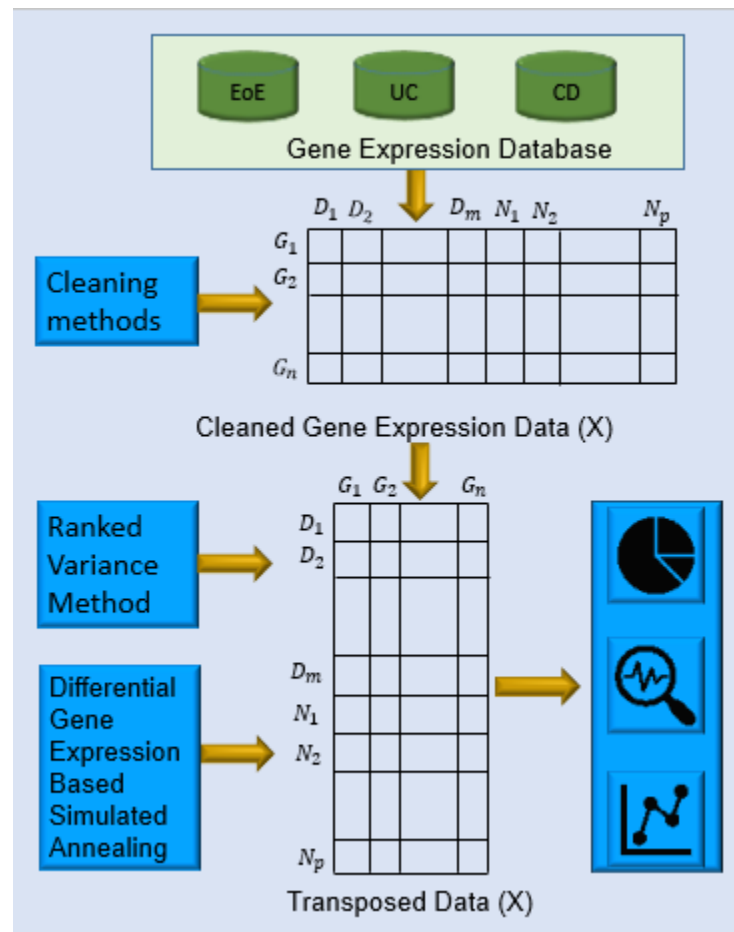 EoE UC CD
Gene Expression Database
D₁ D₂ Dₘ N₁ N₂ Nₚ
G₁
G₂
Gₙ
Cleaning
methods
Cleaned Gene Expression Data (X)
G₁ G₂ Gₙ
D₁
D₂
Dₘ
N₁
N₂
Nₚ
Ranked
Variance
Method
Differential
Gene
Expression
Based
Simulated
Annealing
Transposed Data (X)